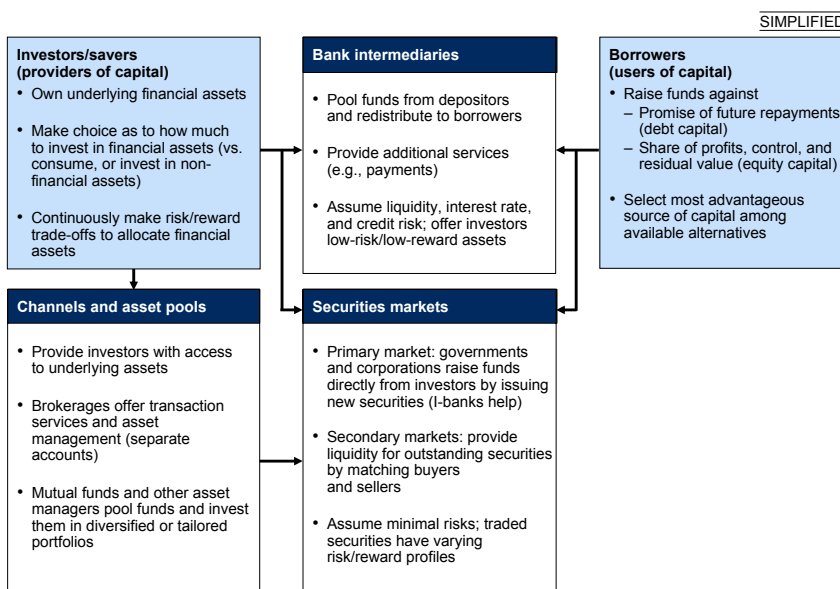 SIMPLIFIED
Investors/savers
(providers of capital)
• Own underlying financial assets
• Make choice as to how much
to invest in financial assets (vs.
consume, or invest in non-
financial assets)
• Continuously make risk/reward
trade-offs to allocate financial
assets
Bank intermediaries
• Pool funds from depositors
and redistribute to borrowers
• Provide additional services
(e.g., payments)
• Assume liquidity, interest rate,
and credit risk; offer investors
low-risk/low-reward assets
Borrowers
(users of capital)
• Raise funds against
– Promise of future repayments
(debt capital)
– Share of profits, control, and
residual value (equity capital)
• Select most advantageous
source of capital among
available alternatives
Channels and asset pools
• Provide investors with access
to underlying assets
• Brokerages offer transaction
services and asset
management (separate
accounts)
• Mutual funds and other asset
managers pool funds and invest
them in diversified or tailored
portfolios
Securities markets
• Primary market: governments
and corporations raise funds
directly from investors by issuing
new securities (I-banks help)
• Secondary markets: provide
liquidity for outstanding securities
by matching buyers
and sellers
• Assume minimal risks; traded
securities have varying
risk/reward profiles